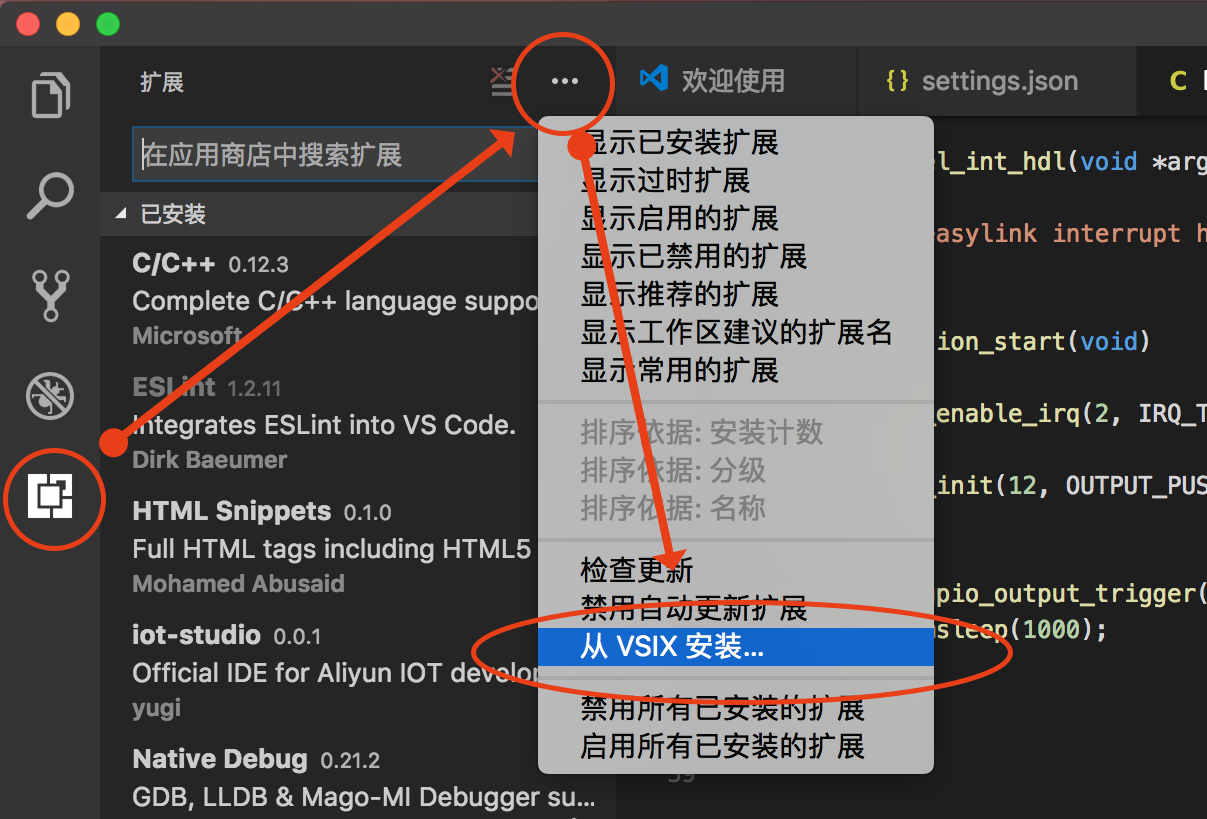 扩展
欢迎使用
{} settings.json
C
在应用商店中搜索扩展
已安装
C/C++ 0.12.3
Complete C/C++ language suppo
Microsoft
ESLint 1.2.11
Integrates ESLint into VS Code.
Dirk Baeumer
HTML Snippets 0.1.0
Full HTML tags including HTML5
Mohamed Abusaid
iot-studio 0.0.1
Official IDE for Aliyun IOT develop
yugi
Native Debug 0.21.2
GDB, LLDB & Mago-MI Debugger su...
显示已安装扩展
显示过时扩展
显示启用的扩展
显示已禁用的扩展
显示推荐的扩展
显示工作区建议的扩展名
显示常用的扩展
排序依据: 安装计数
排序依据: 分级
排序依据: 名称
检查更新
禁用自动更新扩展
从 VSIX 安装...
禁用所有已安装的扩展
启用所有已安装的扩展
l_int_hdl(void *arg
asylink interrupt h
ion_start(void)
_enable_irq(2, IRQ_T
_init(12, OUTPUT_PUS
pio_output_trigger(
sleep(1000);